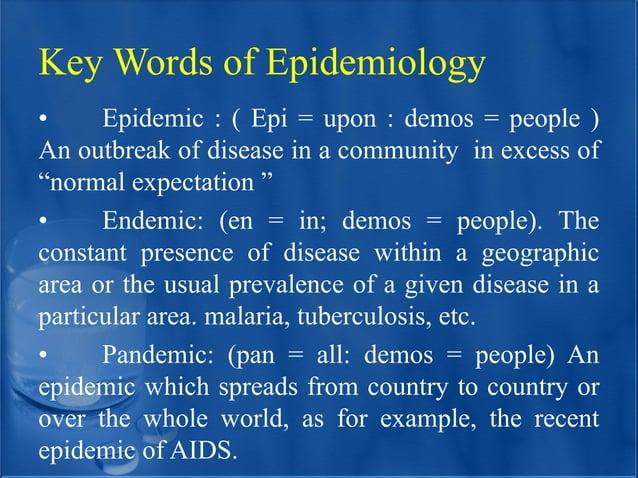 Key Words of Epidemiology
• Epidemic : ( Epi = upon : demos = people )
An outbreak of disease in a community in excess of
“normal expectation ”
• Endemic: (en = in; demos = people). The
constant presence of disease within a geographic
area or the usual prevalence of a given disease in a
particular area. malaria, tuberculosis, etc.
• Pandemic: (pan = all: demos = people) An
epidemic which spreads from country to country or
over the whole world, as for example, the recent
epidemic of AIDS.